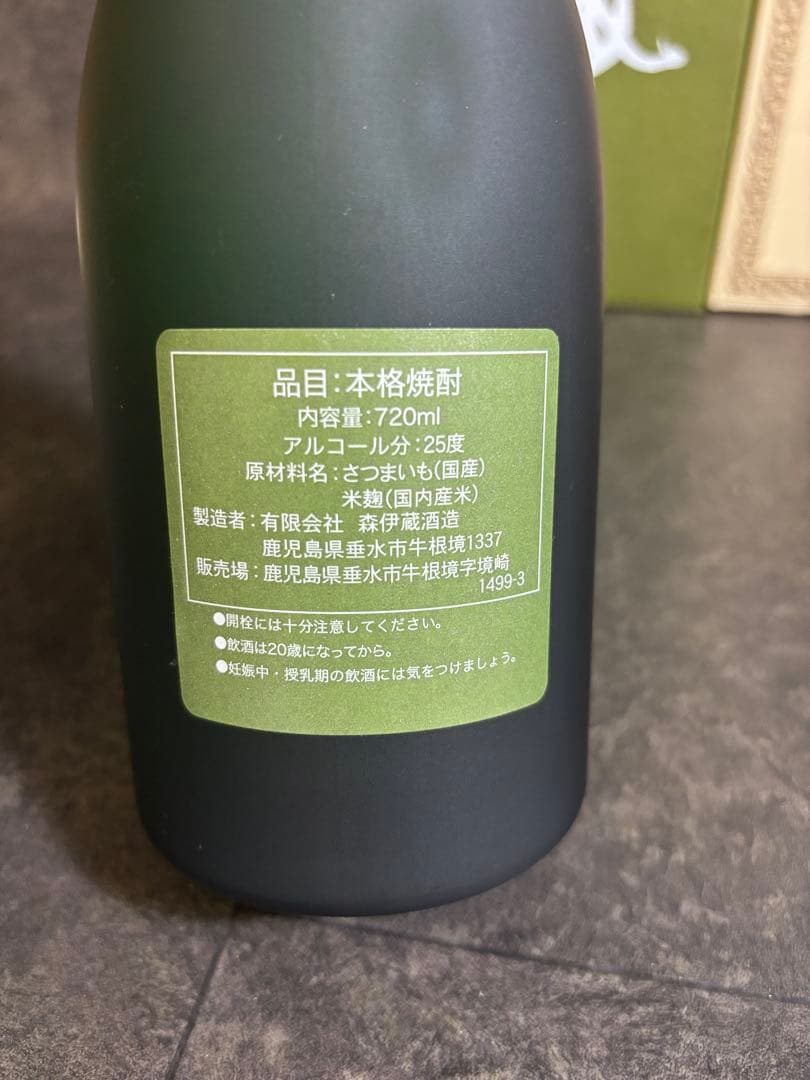 品目:本格焼酎
内容量:720ml
アルコール分:25度
原材料名:さつまいも(国産)
米麹(国内産米)
製造者:有限会社 森伊蔵酒造
鹿児島県垂水市牛根境1337
販売場:鹿児島県垂水市牛根境字境崎
1499-3
●開栓には十分注意してください。
●飲酒は20歳になってから。
●妊娠中・授乳期の飲酒には気をつけましょう。